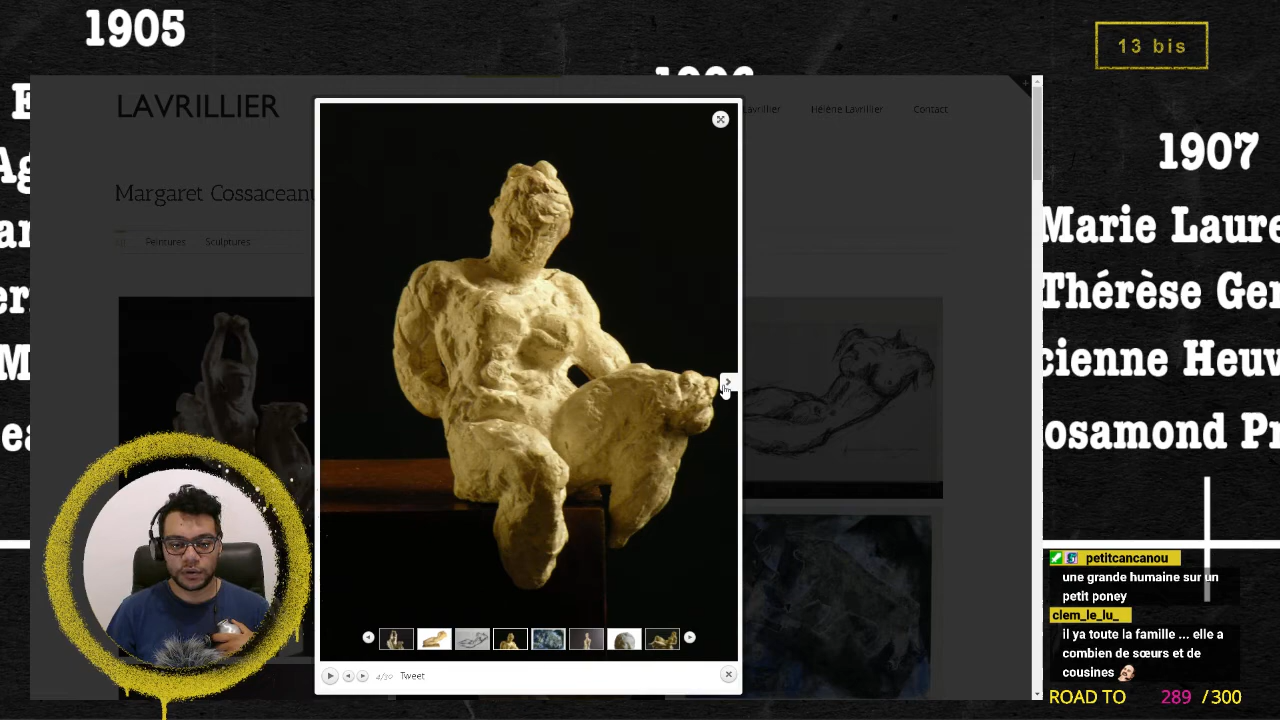 1905
13 bis
LAVRILLIER
Hélène Lavrillier
Contact
Margaret Cossaceanu
Peintures
Sculptures
1907
Marie Laure
Thérèse Ger
cienne Heuv
osamond Pr
petitcancanou
une grande humaine sur un
petit poney
clem_le_lu_
il ya toute la famille ... elle a
combien de sœurs et de
cousines
4/30 Tweet
ROAD TO 289 /300